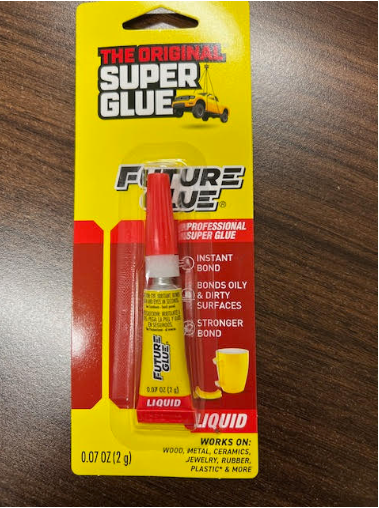 THE ORIGINAL
SUPER
GLUE
FUTURE
GLUE®
PROFESSIONAL
SUPER GLUE
INSTANT
BOND
BONDS OILY
& DIRTY
SURFACES
STRONGER
BOND
FUTURE
GLUE
0.07 OZ (2 g)
LIQUID
LIQUID
0.07 OZ (2 g)
WORKS ON:
WOOD, METAL, CERAMICS,
JEWELRY, RUBBER,
PLASTIC* & MORE